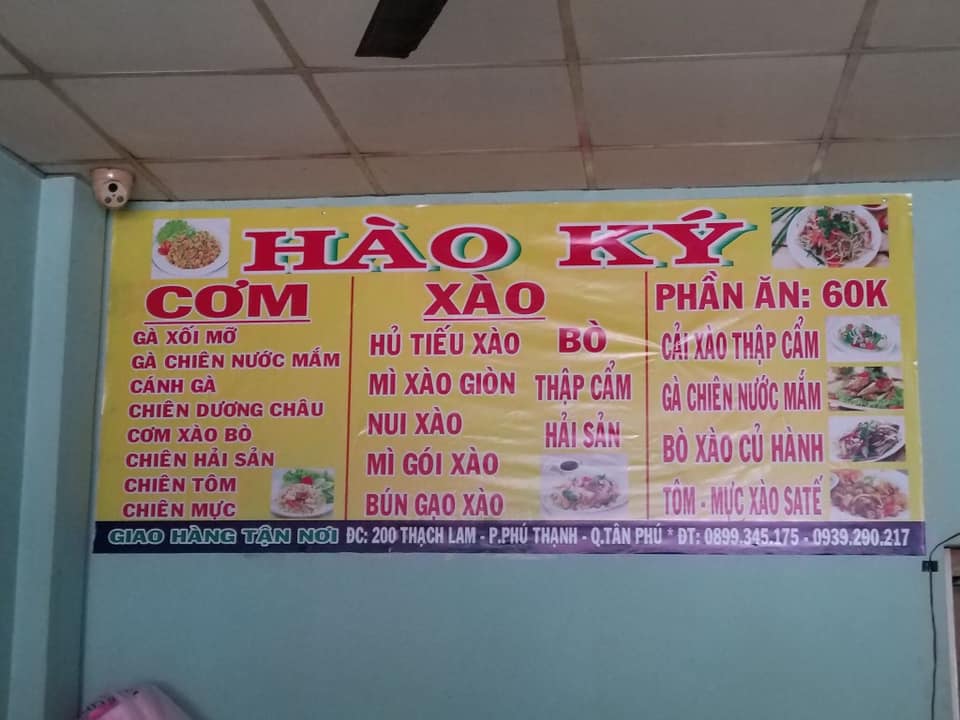 HÀO KÝ
CƠM
GÀ XỐI MỠ
GÀ CHIÊN NƯỚC MẮM
CÁNH GÀ
CHIÊN DƯƠNG CHÂU
CƠM XÀO BÒ
CHIÊN HẢI SẢN
CHIÊN TÔM
CHIÊN MỰC
XÀO
HỦ TIẾU XÀO
MÌ XÀO GIÒN
NUI XÀO
MÌ GÓI XÀO
BÚN GẠO XÀO
BÒ
THẬP CẨM
HẢI SẢN
PHẦN ĂN: 60K
CẢI XÀO THẬP CẨM
GÀ CHIÊN NƯỚC MẮM
BÒ XÀO CỦ HÀNH
TÔM - MỰC XÀO SATẾ
GIAO HÀNG TẬN NƠI ĐC: 200 THẠCH LAM - P.PHÚ THẠNH - Q.TÂN PHÚ * ĐT: 0899.345.175 - 0939.290.217